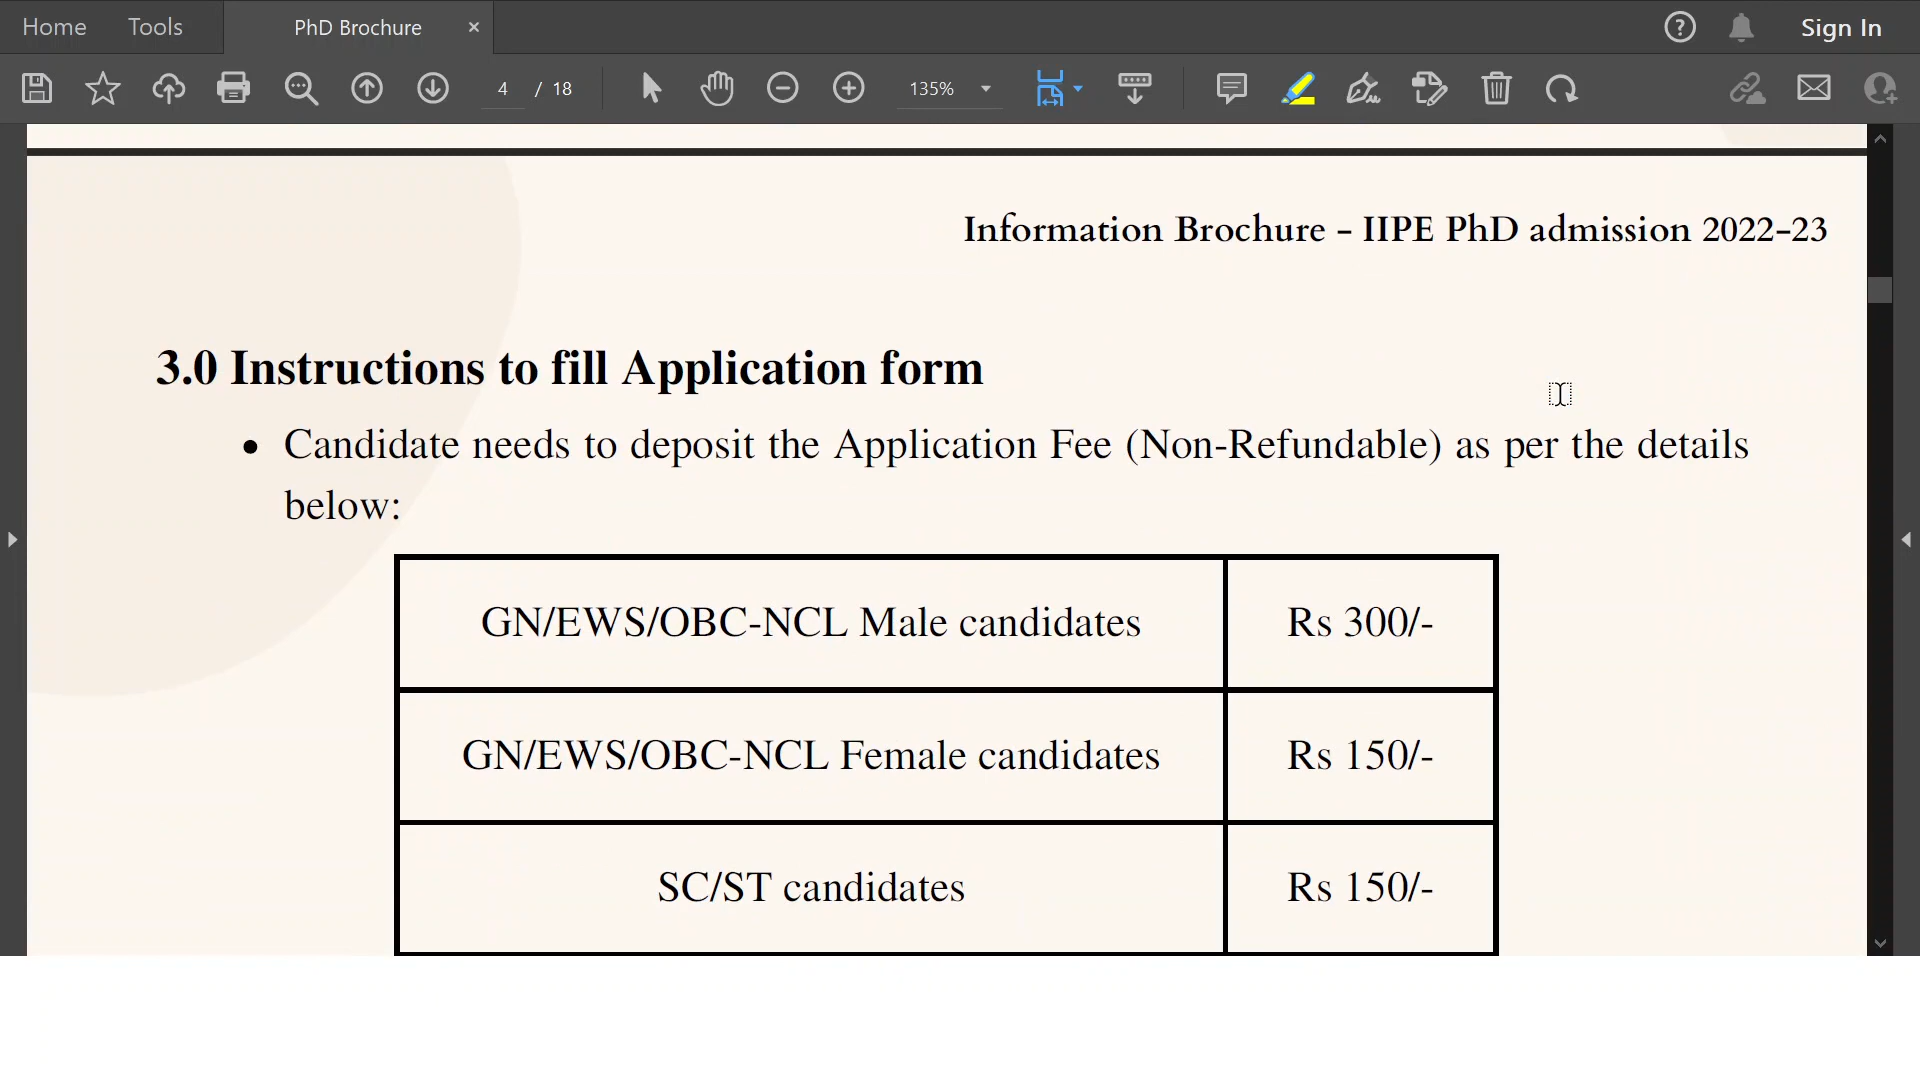 Home Tools PhD Brochure × ? Sign In
4 / 18 135%
Information Brochure - IIPE PhD admission 2022-23
3.0 Instructions to fill Application form
• Candidate needs to deposit the Application Fee (Non-Refundable) as per the details
below:
GN/EWS/OBC-NCL Male candidates Rs 300/-
GN/EWS/OBC-NCL Female candidates Rs 150/-
SC/ST candidates Rs 150/-